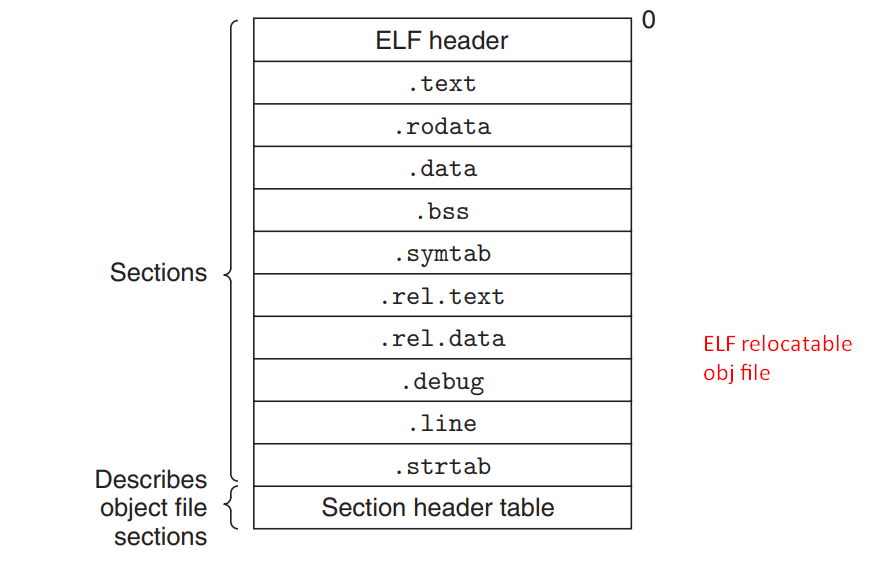 0
ELF header
.text
.rodata
.data
.bss
.symtab
Sections
.rel.text
.rel.data
ELF relocatable
obj file
.debug
.line
.strtab
Describes
object file
sections
Section header table